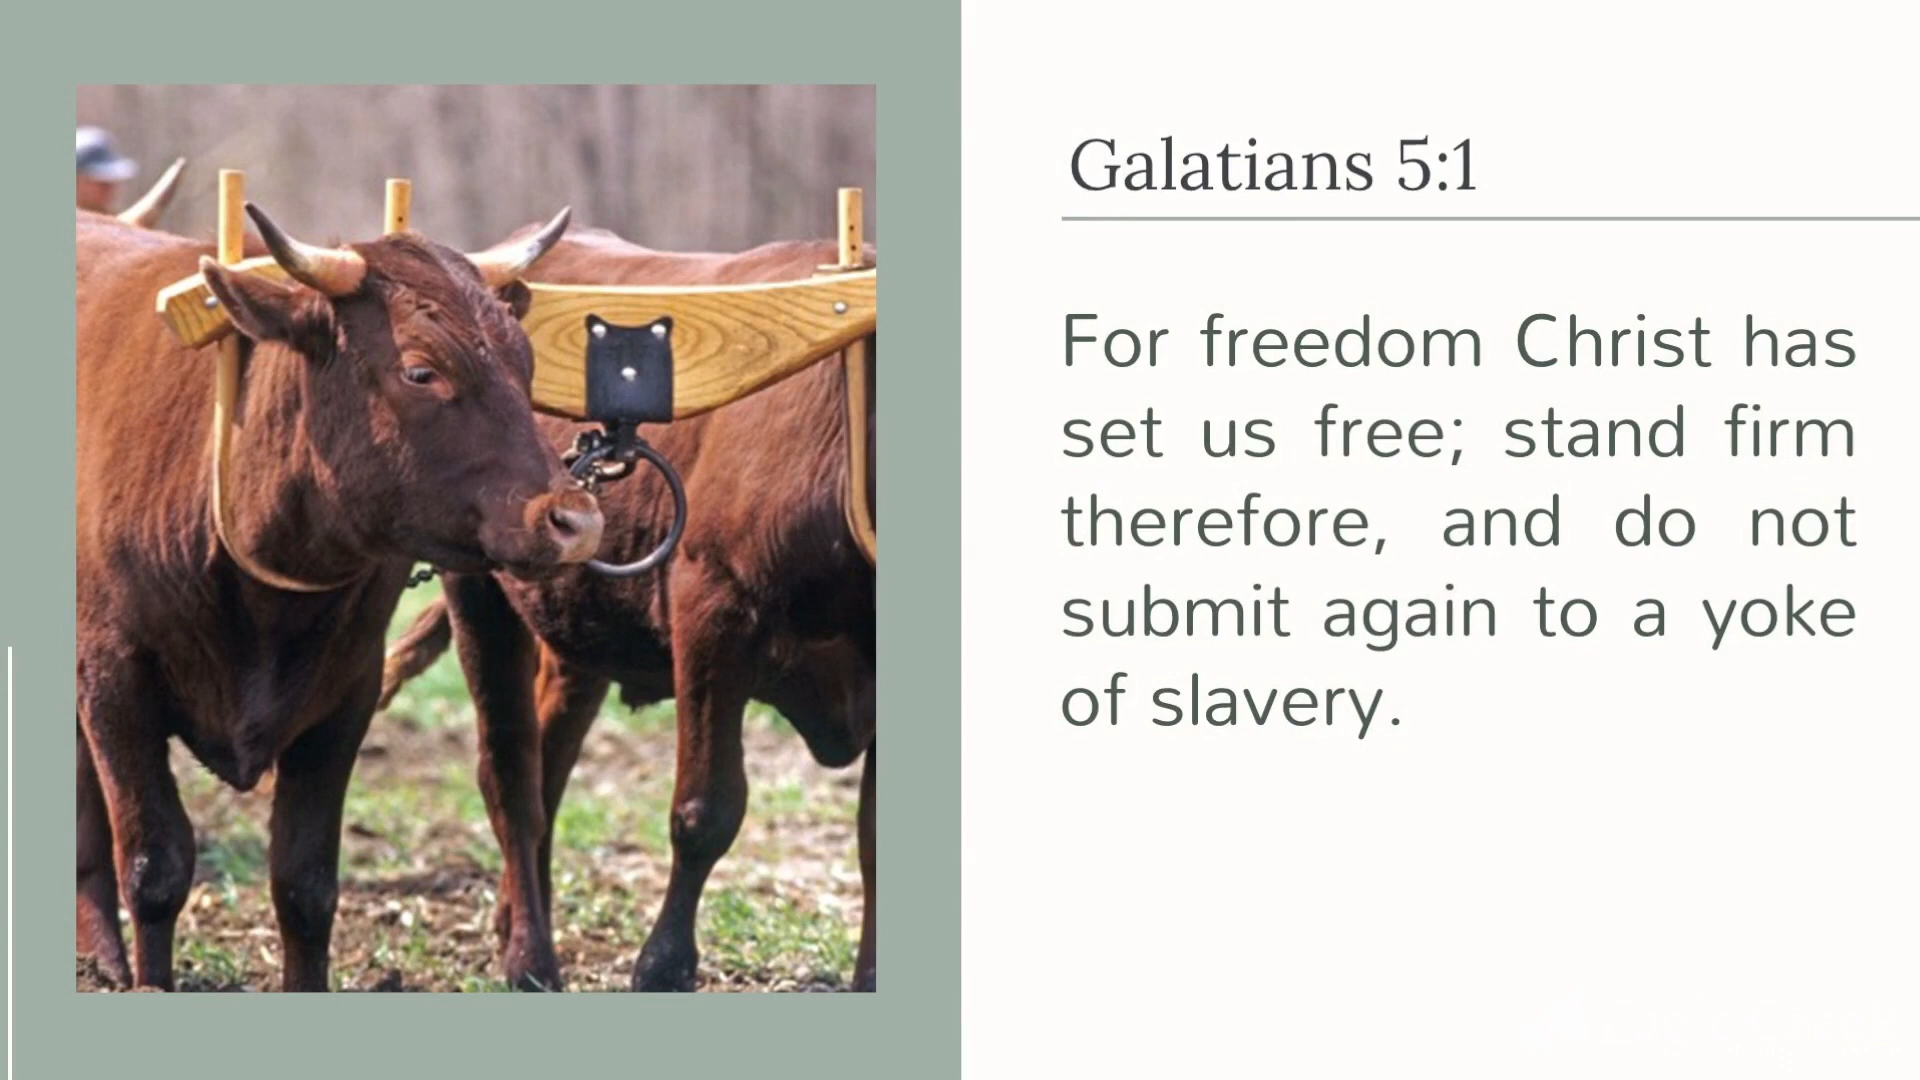 Galatians 5:1
For freedom Christ has
set us free; stand firm
therefore, and do not
submit again to a yoke
of slavery.